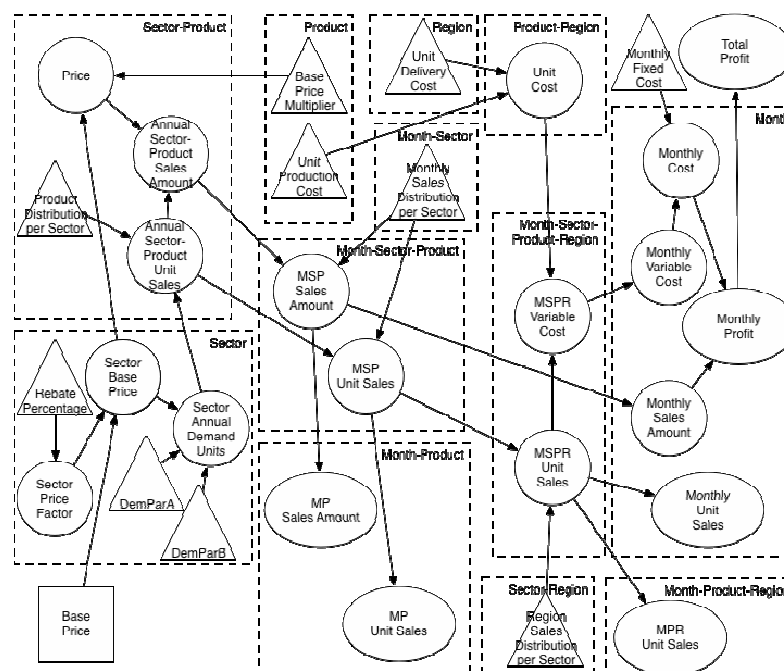 Sector-Product
Product
Region
Product-Region
Price
Base
Price
Multiplier
Unit
Delivery
Cost
Unit
Cost
Monthly
Fixed
Cost
Total
Profit
Month
Annual
Sector-
Product
Sales
Amount
Unit
Production
Cost
Month-Sector
Monthly
Sales
Distribution
per Sector
Monthly
Cost
Product
Distribution
per Sector
Annual
Sector-
Product
Unit
Sales
Month-Sector-Product
Month-Sector-
Product-Region
MSP
Sales
Amount
MSPR
Variable
Cost
Monthly
Variable
Cost
Monthly
Profit
Sector
Hebate
Percentage
Sector
Base
Price
Sector
Annual
Demand
Units
MSP
Unit Sales
Monthly
Sales
Amount
Month-Product
Sector
Price
Factor
DemParA
DemParB
MP
Sales Amount
MSPR
Unit
Sales
Monthly
Unit
Sales
Base
Price
MP
Unit Sales
Sector-Region
Region
Sales
Distribution
per Sector
Month-Product-Region
MPR
Unit Sales